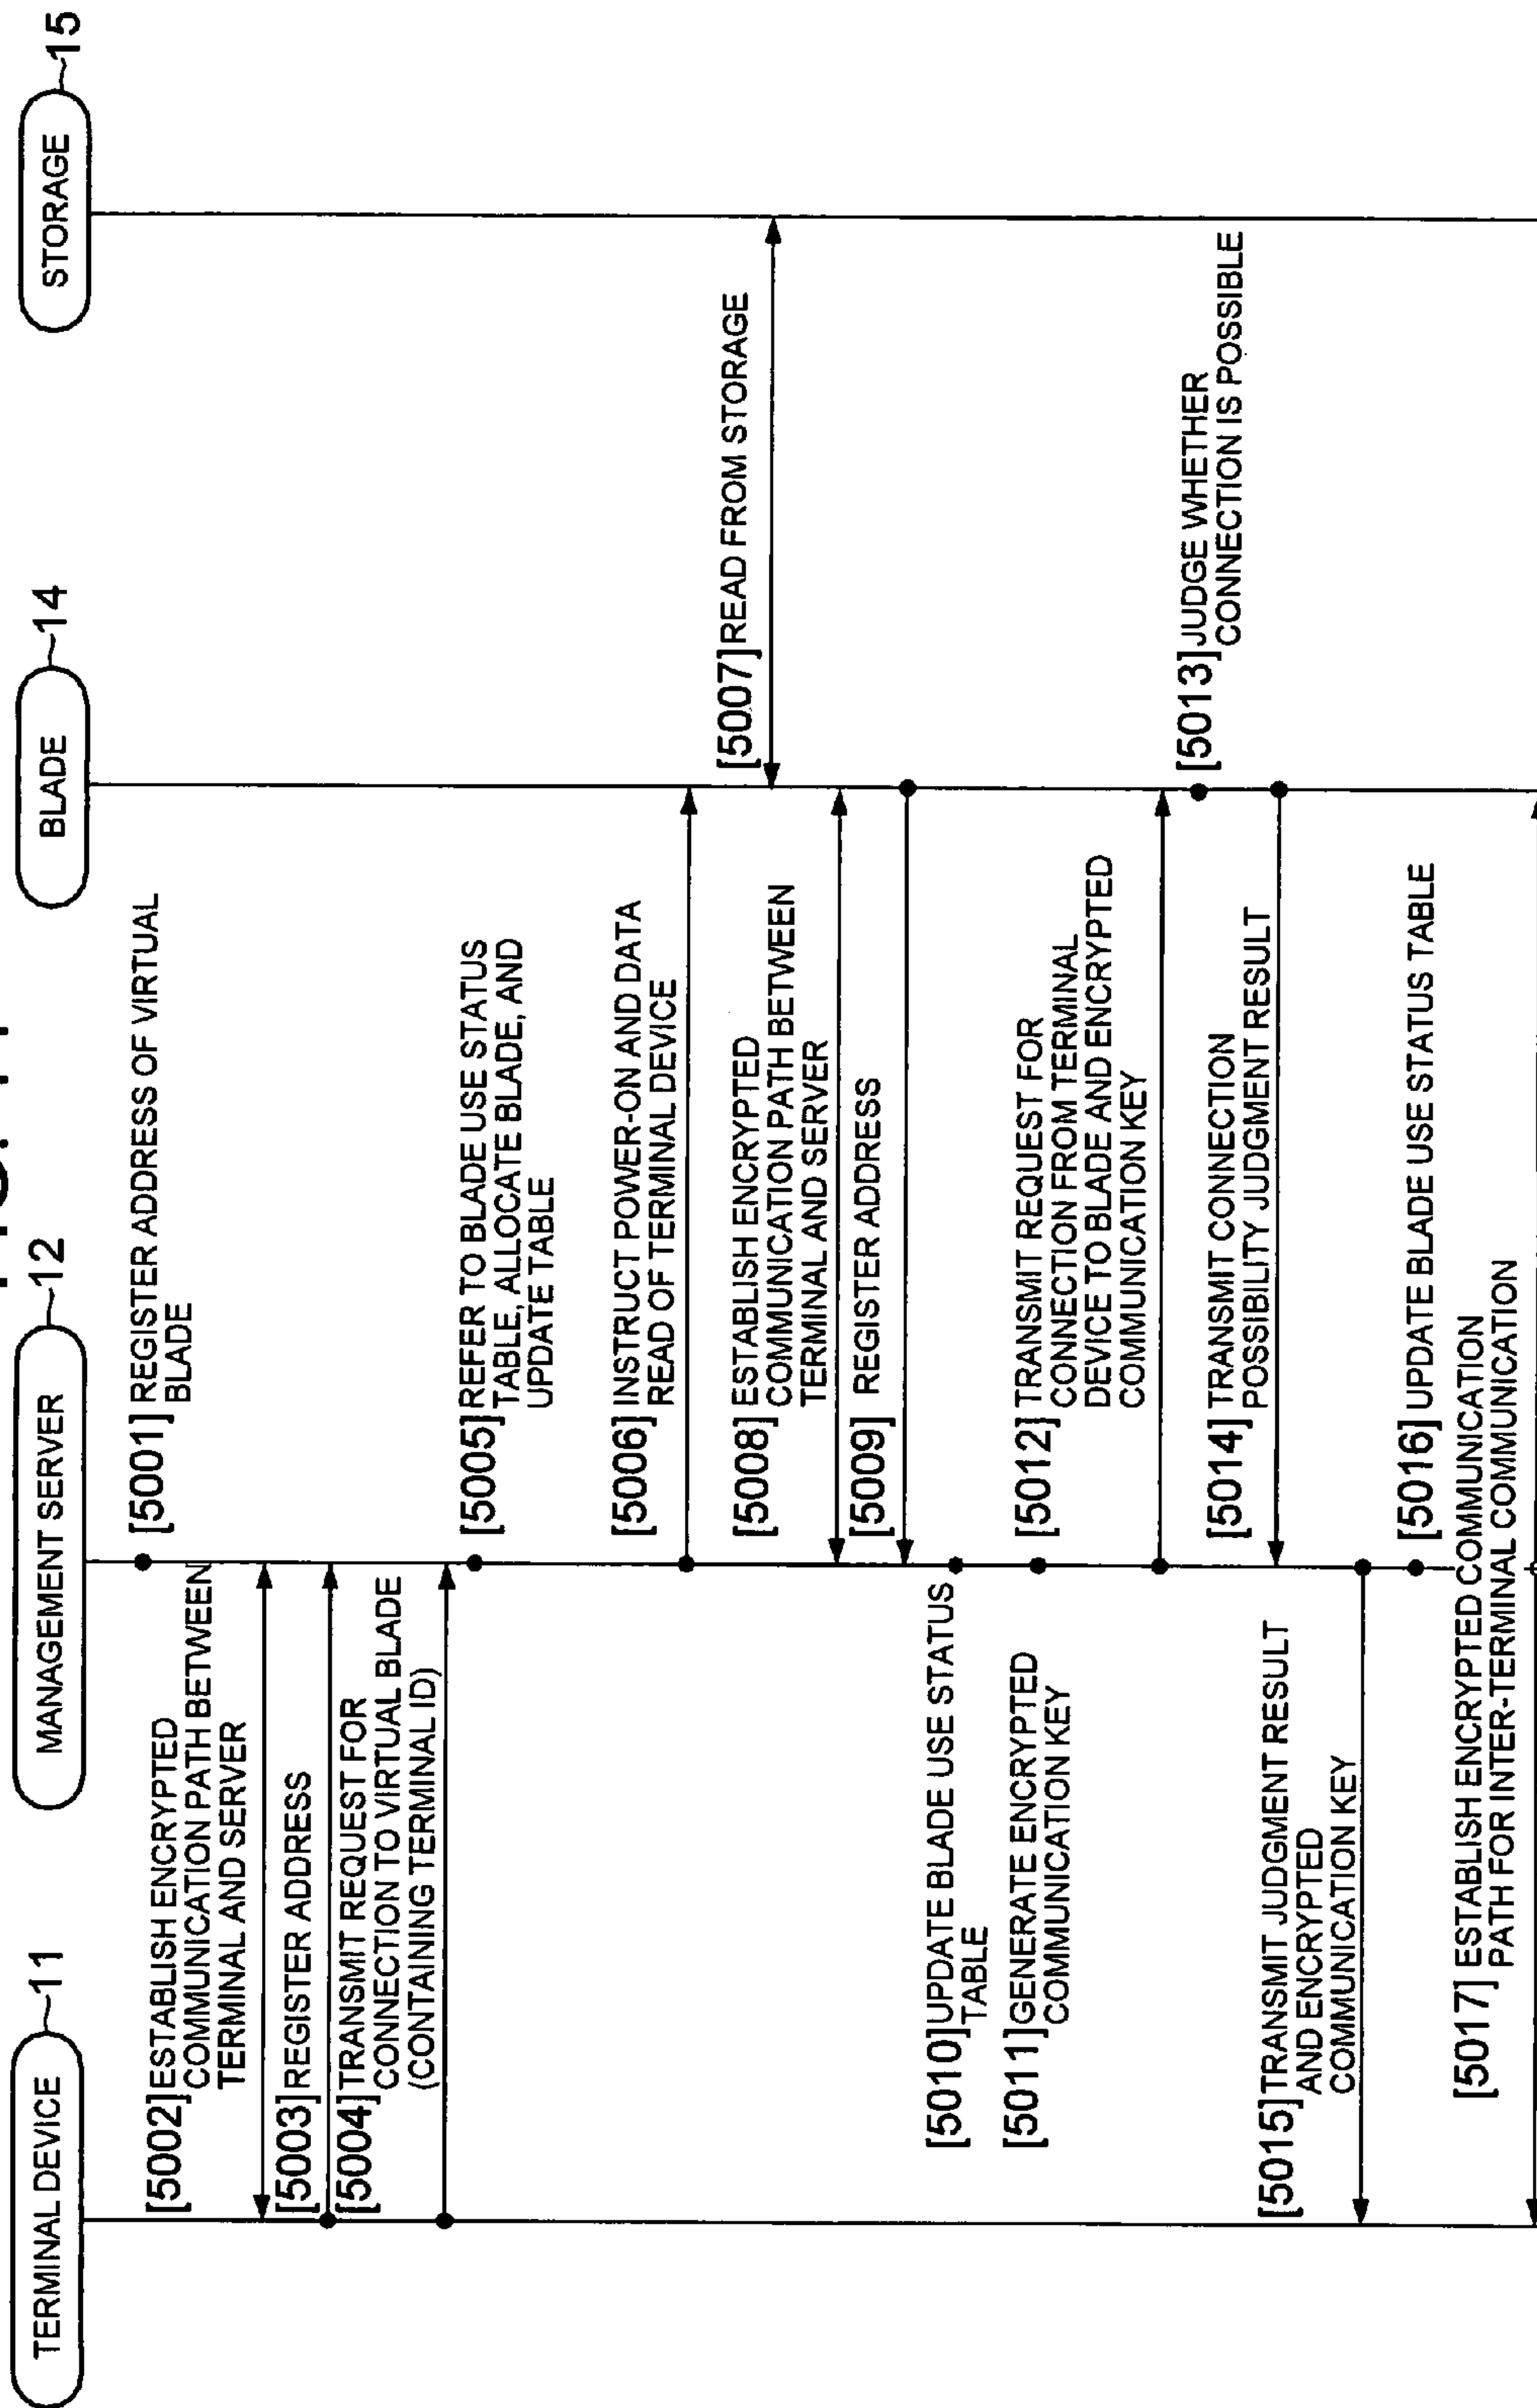 TERMINAL DEVICE
11
MANAGEMENT SERVER
12
BLADE
14
STORAGE
15
[5001] REGISTER ADDRESS OF VIRTUAL
BLADE
[5002] ESTABLISH ENCRYPTED
COMMUNICATION PATH BETWEEN
TERMINAL AND SERVER
[5003] REGISTER ADDRESS
[5004] TRANSMIT REQUEST FOR
CONNECTION TO VIRTUAL BLADE
(CONTAINING TERMINAL ID)
[5005] REFER TO BLADE USE STATUS
TABLE, ALLOCATE BLADE, AND
UPDATE TABLE
[5006] INSTRUCT POWER-ON AND DATA
READ OF TERMINAL DEVICE
[5007] READ FROM STORAGE
[5008] ESTABLISH ENCRYPTED
COMMUNICATION PATH BETWEEN
TERMINAL AND SERVER
[5009] REGISTER ADDRESS
[5010] UPDATE BLADE USE STATUS
TABLE
[5011] GENERATE ENCRYPTED
COMMUNICATION KEY
[5012] TRANSMIT REQUEST FOR
CONNECTION FROM TERMINAL
DEVICE TO BLADE AND ENCRYPTED
COMMUNICATION KEY
[5013] JUDGE WHETHER
CONNECTION IS POSSIBLE
[5014] TRANSMIT CONNECTION
POSSIBILITY JUDGMENT RESULT
[5015] TRANSMIT JUDGMENT RESULT
AND ENCRYPTED
COMMUNICATION KEY
[5016] UPDATE BLADE USE STATUS TABLE
[5017] ESTABLISH ENCRYPTED COMMUNICATION
PATH FOR INTER-TERMINAL COMMUNICATION